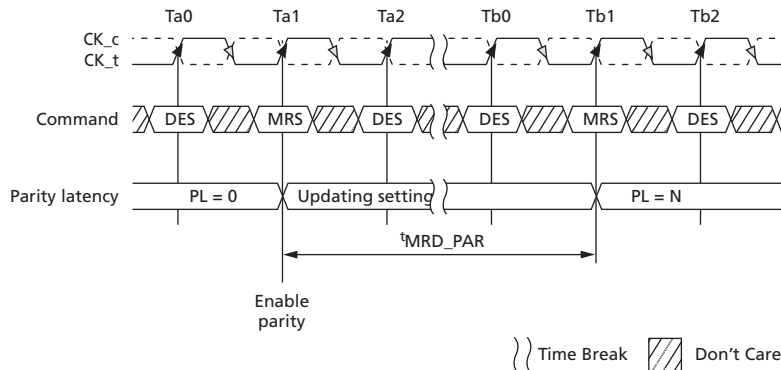 Ta0 Ta1 Ta2 Tb0 Tb1 Tb2
CK_c
CK_t
Command DES MRS DES DES MRS DES
Parity latency PL = 0 Updating setting PL = N
tMRD_PAR
Enable
parity
Time Break Don't Care